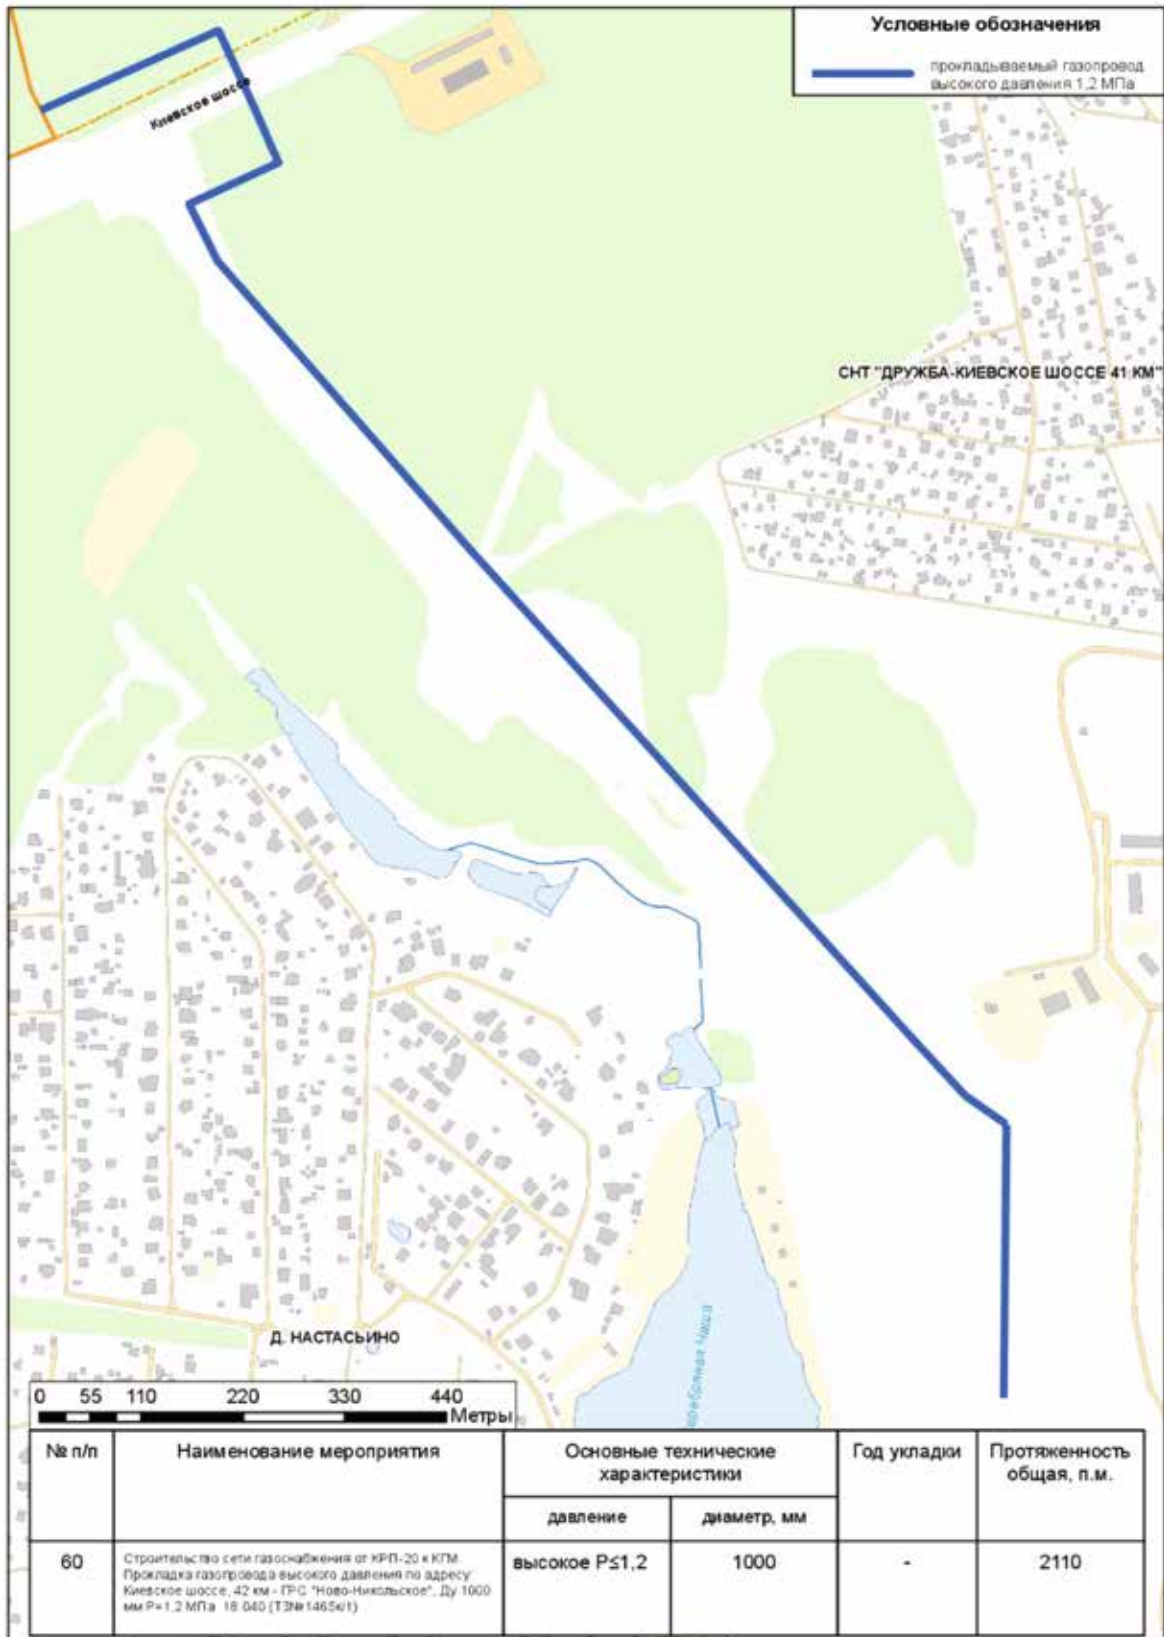 Условные обозначения
прокладываемый газопровод
высокого давления 1,2 МПа
Киевское шоссе
СНТ "ДРУЖБА-КИЕВСКОЕ ШОССЕ 41 КМ"
Д. НАСТАСЬИНО
Чаша
0 55 110 220 330 440
Метры
№ п/п
Наименование мероприятия
Основные технические
характеристики
Год укладки
Протяженность
общая, п.м.
давление
диаметр, мм
60
Строительство сети газоснабжения от КРП-20 к КГМ.
Прокладка газопровода высокого давления по адресу:
Киевское шоссе, 42 км - ГРС "Ново-Никольское", Ду 1000
мм Р=1,2 МПа 18 040
высокое P≤1,2
1000
-
2110